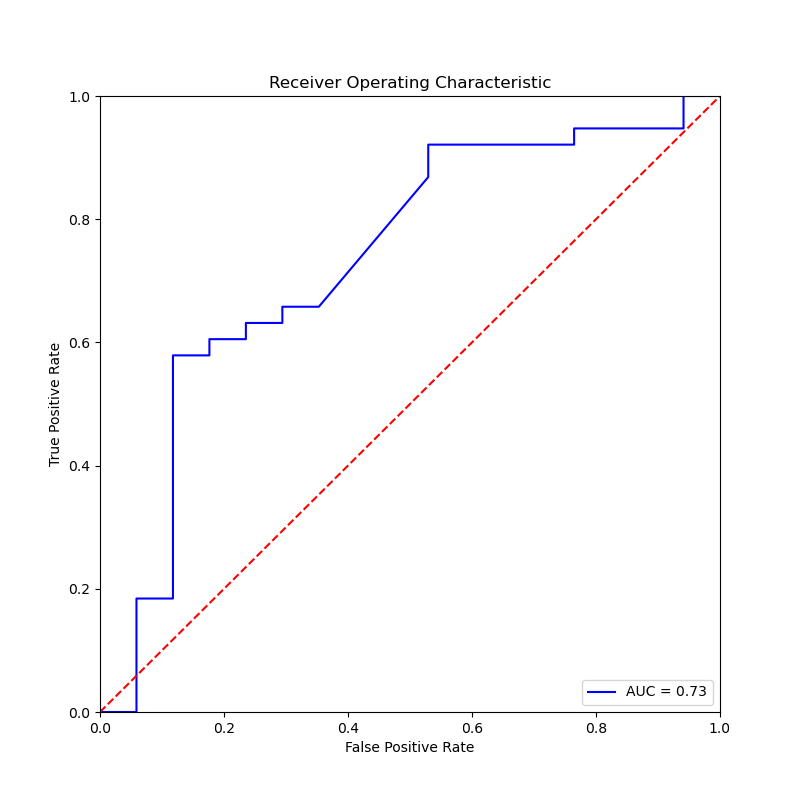 Receiver Operating Characteristic
1.0
0.8
0.6
0.4
0.2
0.0
True Positive Rate
AUC = 0.73
0.0 0.2 0.4 0.6 0.8 1.0
False Positive Rate